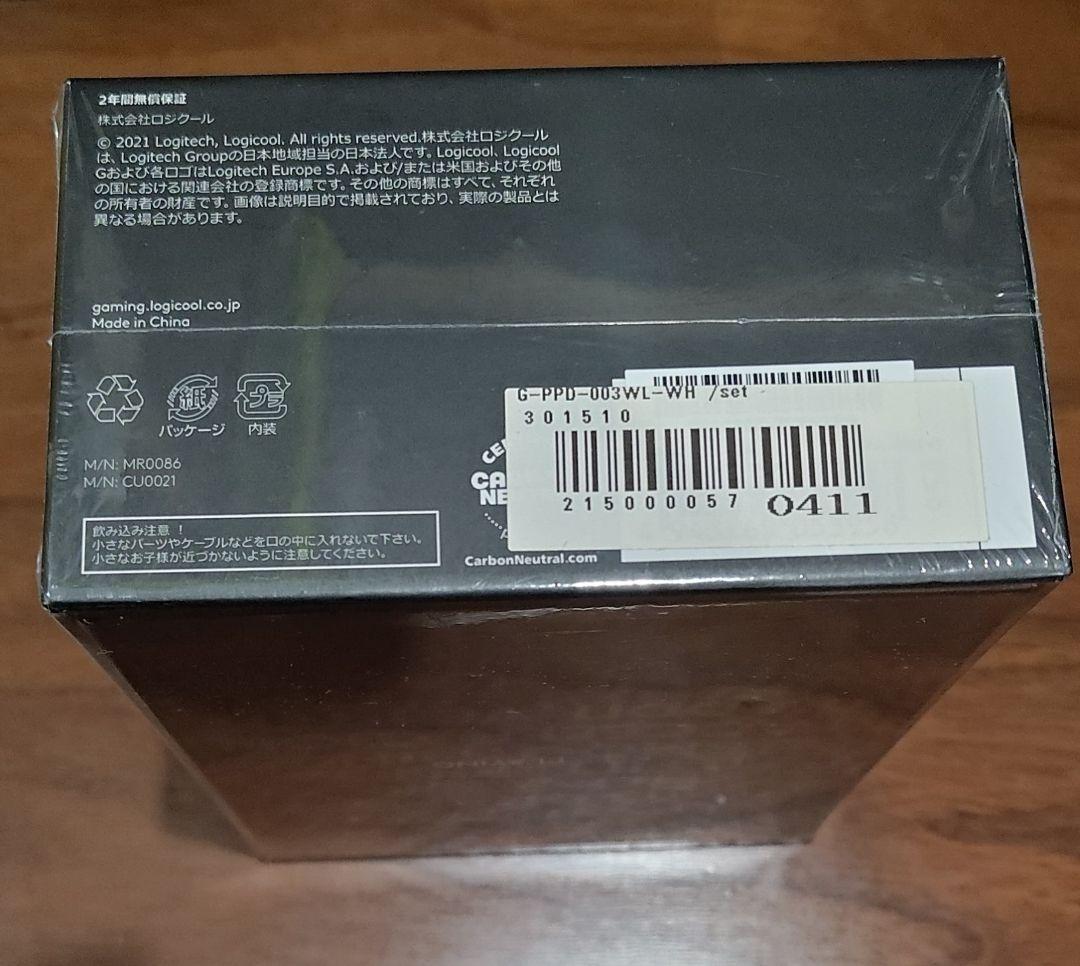 2年間無償保証
株式会社ロジクール
© 2021 Logitech, Logicool. All rights reserved.株式会社ロジクール
は、Logitech Groupの日本地域担当の日本法人です。Logicool、Logicool
Gおよび各ロゴはLogitech Europe S.A.および/または米国およびその他
の国における関連会社の登録商標です。その他の商標はすべて、それぞれ
の所有者の財産です。画像は説明目的で掲載されており、実際の製品とは
異なる場合があります。
gaming.logicool.co.jp
Made in China
紙
パッケージ
プラ
内装
M/N: MR0086
M/N: CU0021
飲み込み注意 !
小さなパーツやケーブルなどを口の中に入れないで下さい。
小さなお子様が近づかないように注意してください。
CarbonNeutral.com
G-PPD-003WL-WH /set
301510
215000057 0411